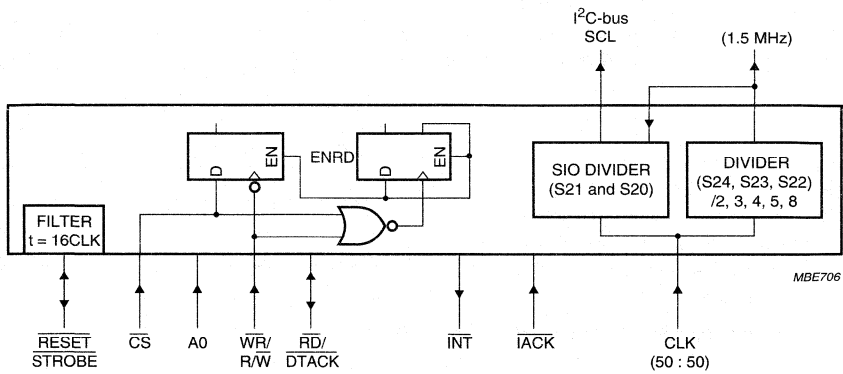 I²C-bus
SCL
(1.5 MHz)
EN
D
ENRD
EN
D
SIO DIVIDER
(S21 and S20)
DIVIDER
(S24, S23, S22)
/2, 3, 4, 5, 8
FILTER
t = 16CLK
MBE706
RESET
STROBE
CS
A0
WR/
R/W
RD/
DTACK
INT
IACK
CLK
(50 : 50)